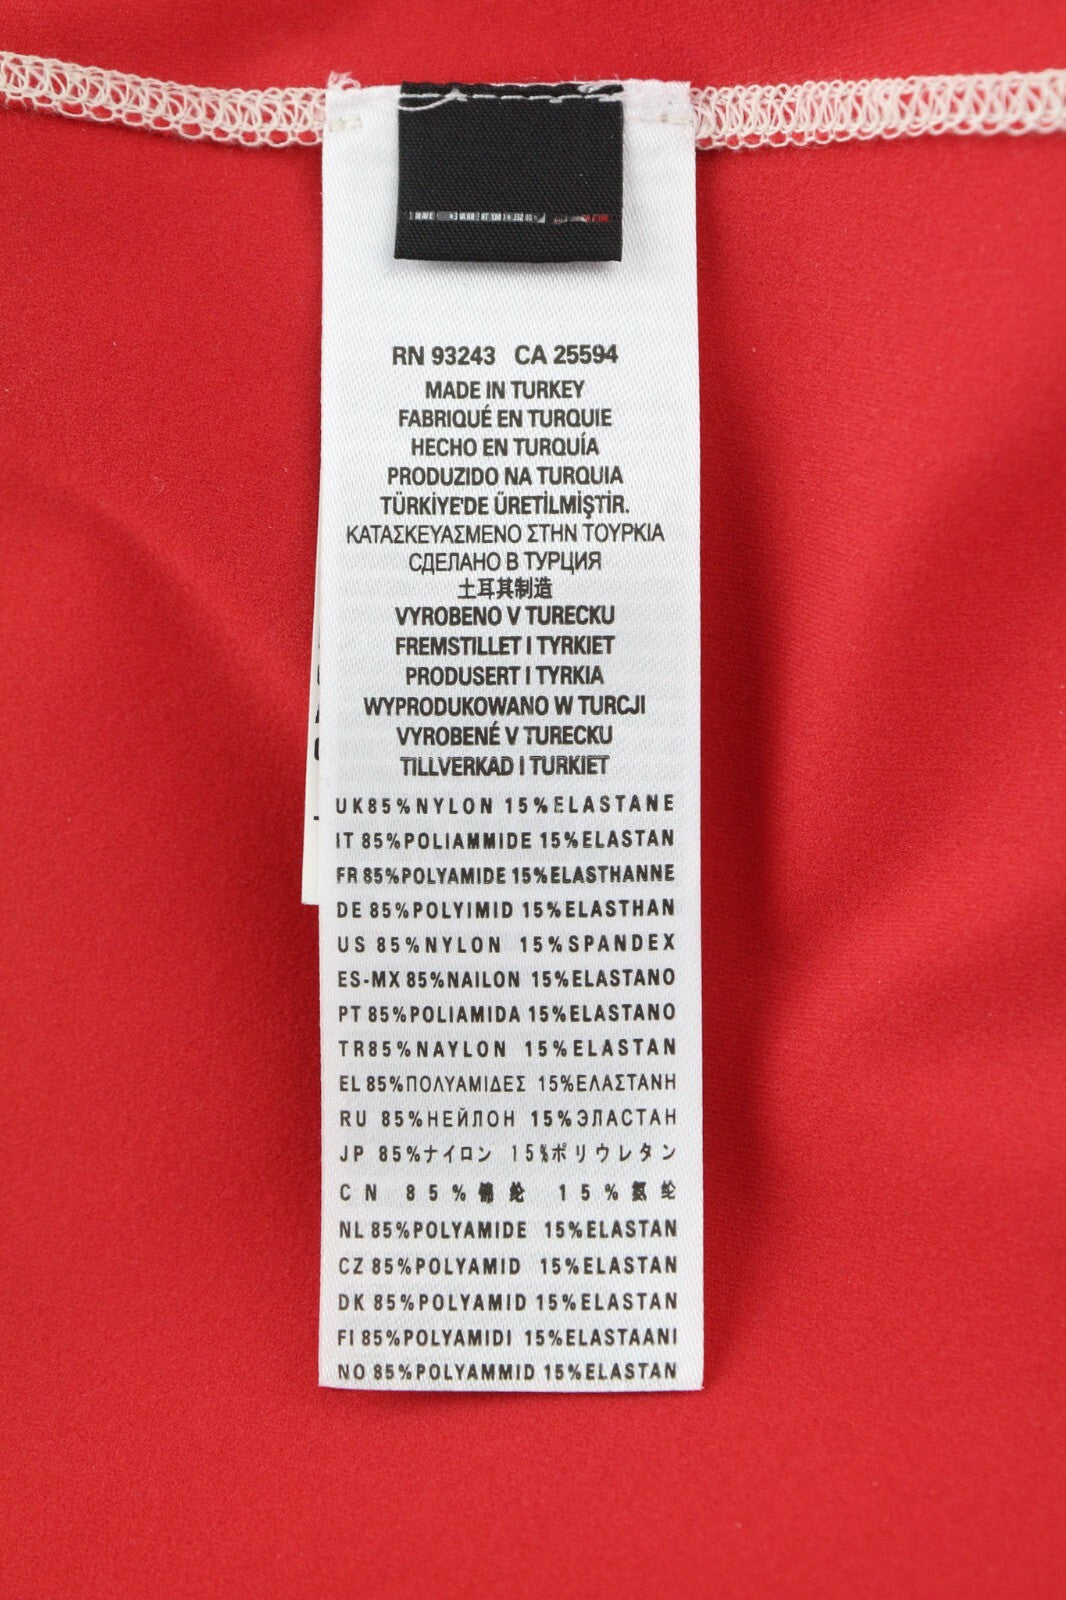 RN 93243 CA 25594
MADE IN TURKEY
FABRIQUÉ EN TURQUIE
HECHO EN TURQUÍA
PRODUZIDO NA TURQUIA
TÜRKİYE'DE ÜRETİLMİŞTİR.
ΚΑΤΑΣΚΕΥΑΣΜΕΝΟ ΣΤΗΝ ΤΟΥΡΚΙΑ
СДЕЛАНО В ТУРЦИЯ
土耳其制造
VYROBENO V TURECKU
FREMSTILLET I TYRKIET
PRODUSERT I TYRKIA
WYPRODUKOWANO W TURCJI
VYROBENÉ V TURECKU
TILLVERKAD I TURKIET
UK85%NYLON 15%ELASTANE
IT 85%POLIAMMIDE 15%ELASTAN
FR 85%POLYAMIDE 15%ELASTHANNE
DE 85%POLYIMID 15%ELASTHAN
US 85%NYLON 15%SPANDEX
ES-MX 85%NAILON 15%ELASTANO
PT 85%POLIAMIDA 15%ELASTANO
TR85%NAYLON 15%ELASTAN
EL 85%ΠΟΛΥΑΜΙΔΕΣ 15%ΕΛΑΣΤΑΝΗ
RU 85%НЕЙЛОН 15%ЭЛАСТАН
JP 85%ナイロン 15%ポリウレタン
CN 85%锦纶 15%氨纶
NL 85%POLYAMIDE 15%ELASTAN
CZ 85%POLYAMID 15%ELASTAN
DK 85%POLYAMID 15%ELASTAN
FI 85%POLYAMIDI 15%ELASTAANI
NO 85%POLYAMMID 15%ELASTAN